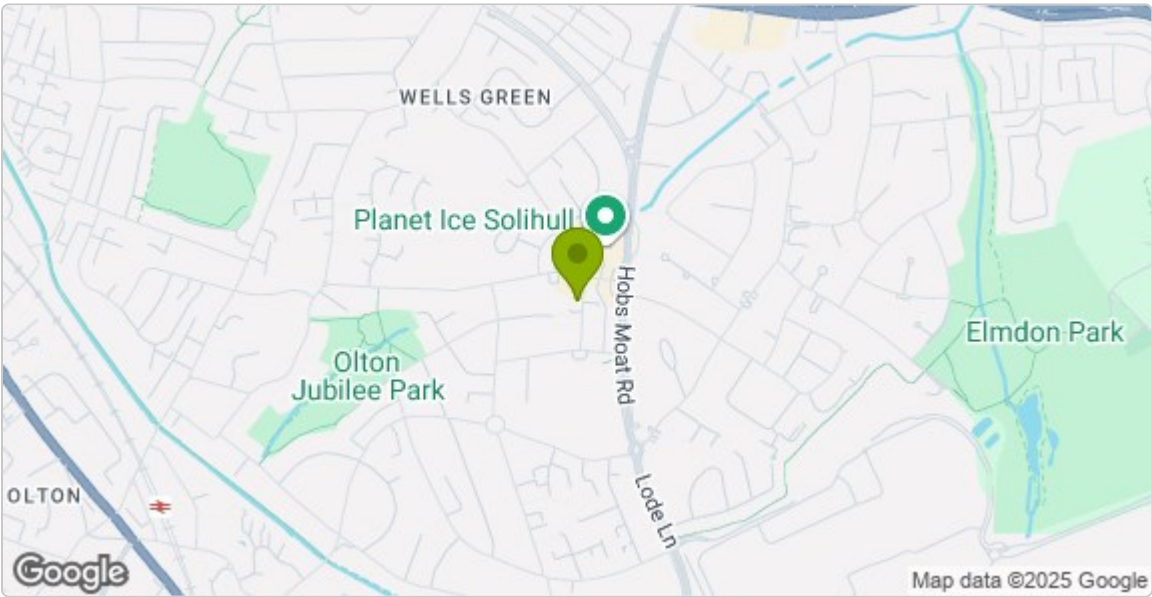 WELLS GREEN
Planet Ice Solihull
Hobs Moat Rd
Elmdon Park
Olton
Jubilee Park
Lode Ln
OLTON
Google
Map data ©2025 Google